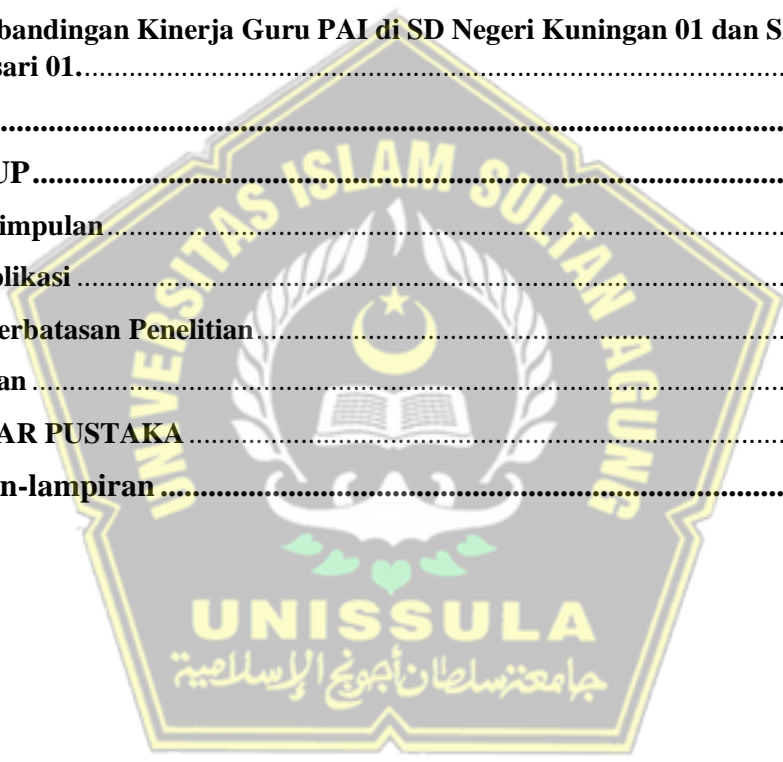 bandingan Kinerja Guru PAI di SD Negeri Kuningan 01 dan S
sari 01.........................................................................................
....................................................................................................
UP................................................................................................
impulan.......................................................................................
plikasi ..........................................................................................
erbatasan Penelitian....................................................................
an ................................................................................................
AR PUSTAKA .............................................................................
n-lampiran ..................................................................................
UNIVERSITAS ISLAM SULTAN AGUNG
UNISSULA
جامعة سلطان أجونج الإسلامية